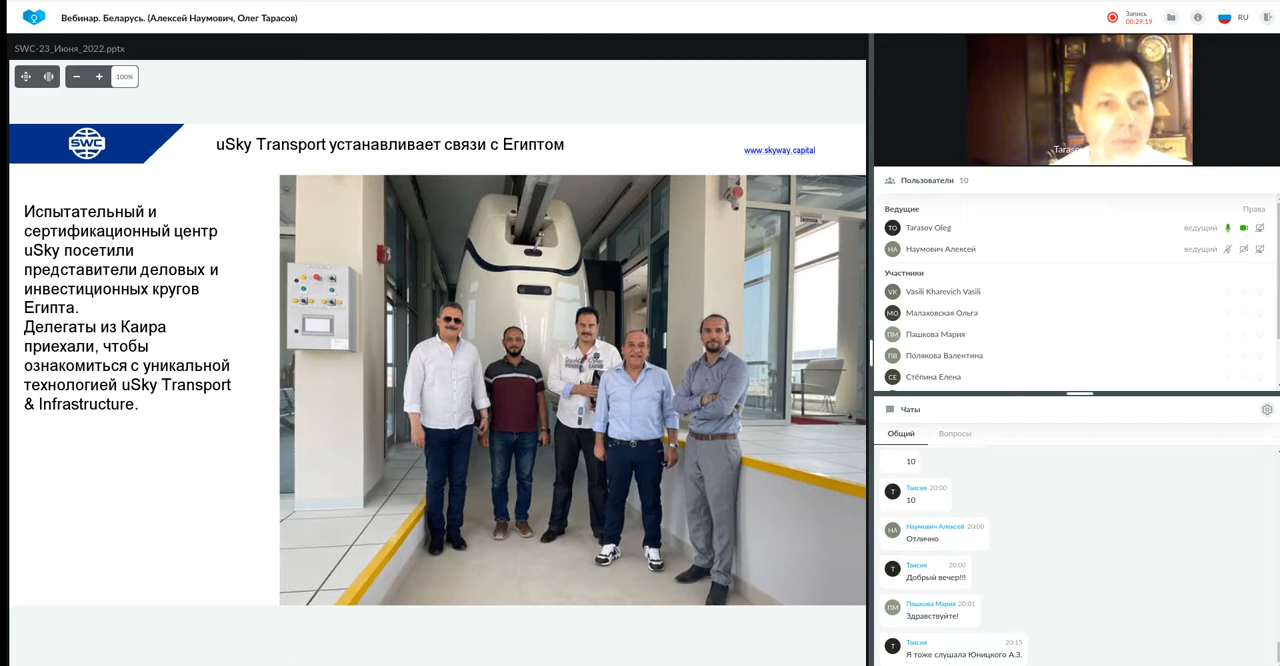 Вебинар. Беларусь. (Алексей Наумович, Олег Тарасов)
Запись
00:29:19
RU
SWC-23_Июня_2022.pptx
100%
SWC
uSky Transport устанавливает связи с Египтом
www.skyway.capital
Испытательный и
сертификационный центр
uSky посетили
представители деловых и
инвестиционных кругов
Египта.
Делегаты из Каира
приехали, чтобы
ознакомиться с уникальной
технологией uSky Transport
& Infrastructure.
Пользователи 10
Ведущие Права
TO Tarasov Oleg ведущий
НА Наумович Алексей ведущий
Участники
VK Vasili Kharevich Vasili
МО Малаховская Ольга
ПМ Пашкова Мария
ПВ Полякова Валентина
СЕ Стёпина Елена
Чаты
Общий Вопросы
10
Т Таисия 20:00
10
НА Наумович Алексей 20:00
Отлично
Т Таисия 20:00
Добрый вечер!!!
ПМ Пашкова Мария 20:01
Здравствуйте!
Т Таисия 20:15
Я тоже слушала Юницкого А.Э.